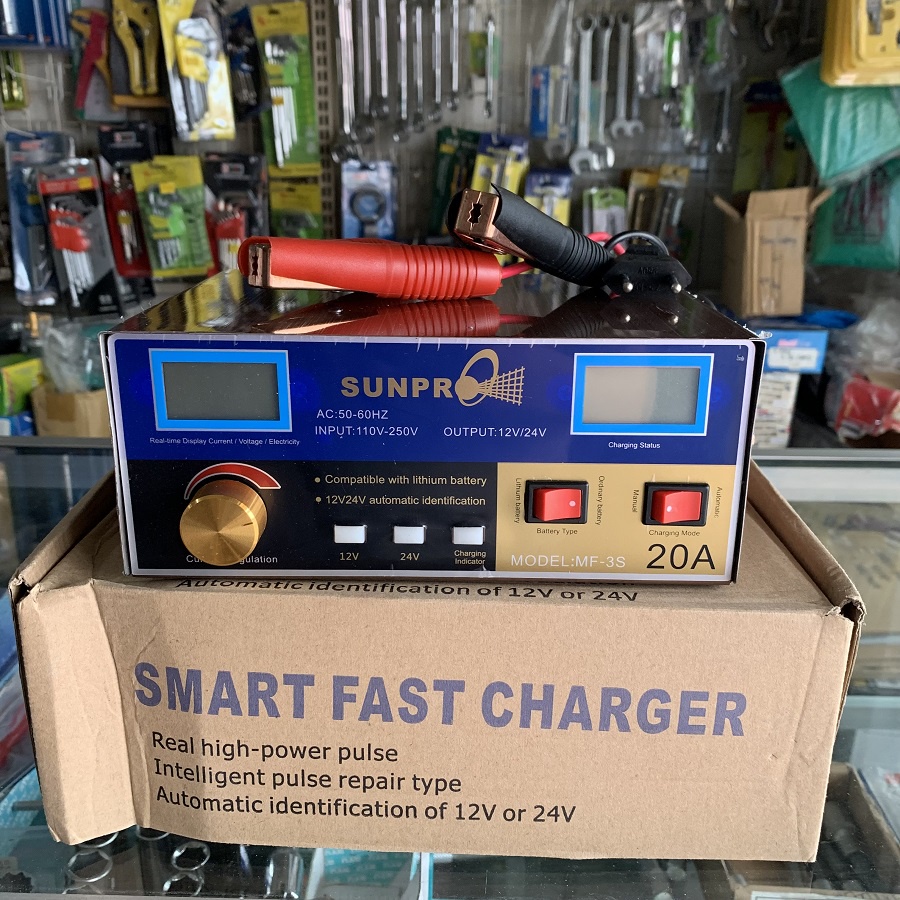 SUNPRO
AC:50-60HZ
INPUT:110V-250V OUTPUT:12V/24V
Real-time Display Current / Voltage / Electricity
Charging Status
Compatible with lithium battery
12V24V automatic identification
Lithium battery
Ordinary battery
Battery Type
Manual
Automatic
Charging Mode
12V
24V
Charging
Indicator
MODEL:MF-3S
20A
Automatic identification of 12V or 24V
SMART FAST CHARGER
Real high-power pulse
Intelligent pulse repair type
Automatic identification of 12V or 24V